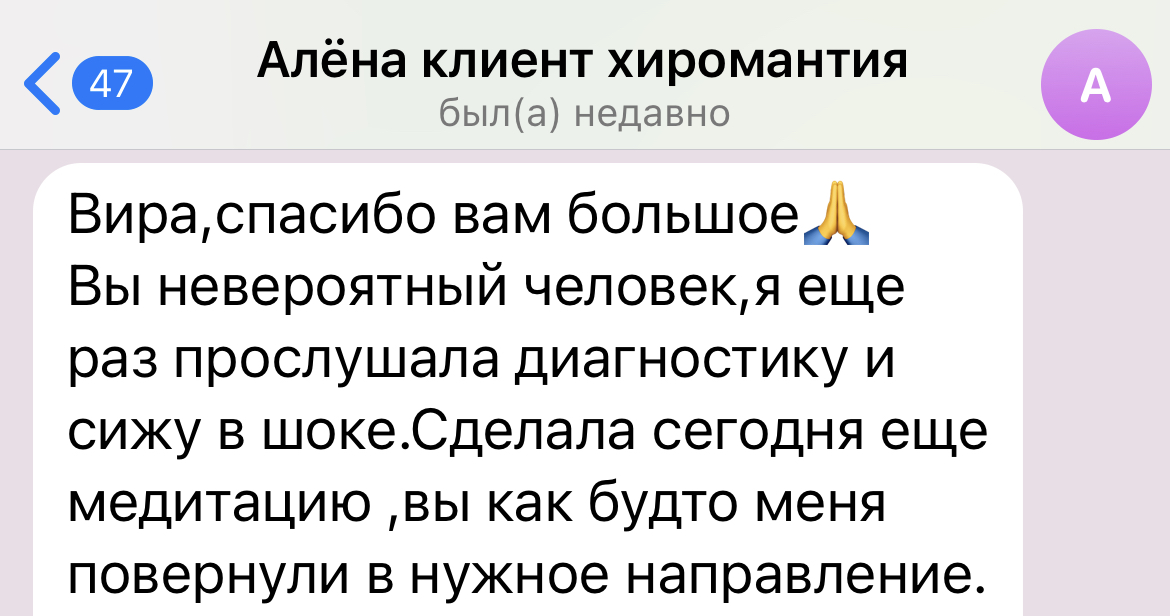 47
Алёна клиент хиромантия
А
был(а) недавно
Вира,спасибо вам большое🙏
Вы невероятный человек,я еще
раз прослушала диагностику и
сижу в шоке.Сделала сегодня еще
медитацию ,вы как будто меня
повернули в нужное направление.